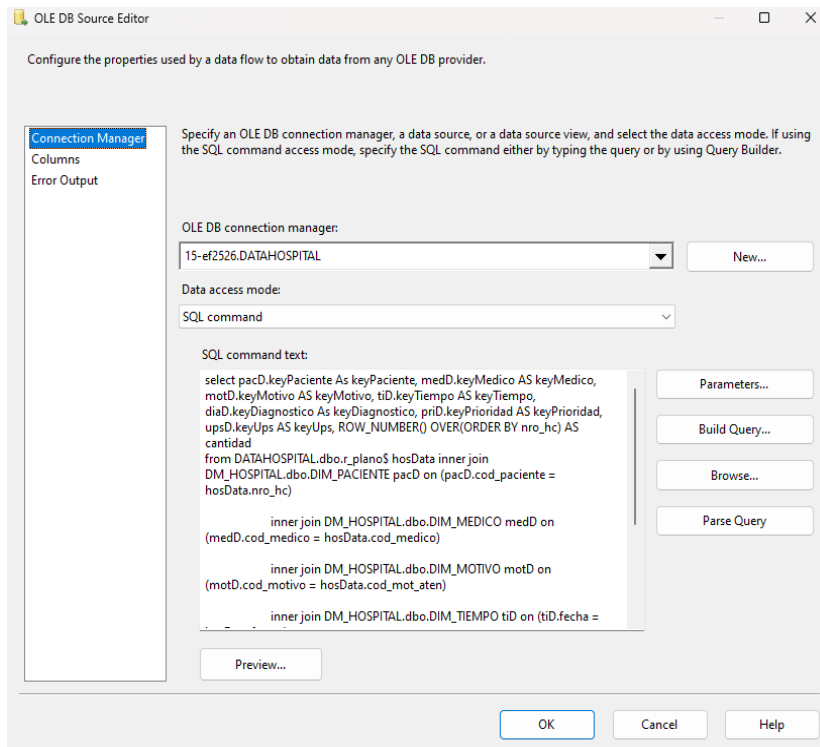 OLE DB Source Editor
Configure the properties used by a data flow to obtain data from any OLE DB provider.
Connection Manager
Columns
Error Output
Specify an OLE DB connection manager, a data source, or a data source view, and select the data access mode. If using
the SQL command access mode, specify the SQL command either by typing the query or by using Query Builder.
OLE DB connection manager:
15-ef2526.DATAHOSPITAL
New...
Data access mode:
SQL command
SQL command text:
select pacD.keyPaciente As keyPaciente, medD.keyMedico AS keyMedico,
motD.keyMotivo AS keyMotivo, tiD.keyTiempo AS keyTiempo,
diaD.keyDiagnostico As keyDiagnostico, priD.keyPrioridad AS keyPrioridad,
upsD.keyUps AS keyUps, ROW_NUMBER() OVER(ORDER BY nro_hc) AS
cantidad
from DATAHOSPITAL.dbo.r_plano$ hosData inner join
DM_HOSPITAL.dbo.DIM_PACIENTE pacD on (pacD.cod_paciente =
hosData.nro_hc)
inner join DM_HOSPITAL.dbo.DIM_MEDICO medD on
(medD.cod_medico = hosData.cod_medico)
inner join DM_HOSPITAL.dbo.DIM_MOTIVO motD on
(motD.cod_motivo = hosData.cod_mot_aten)
inner join DM_HOSPITAL.dbo.DIM_TIEMPO tiD on (tiD.fecha =
Parameters...
Build Query...
Browse...
Parse Query
Preview...
OK
Cancel
Help